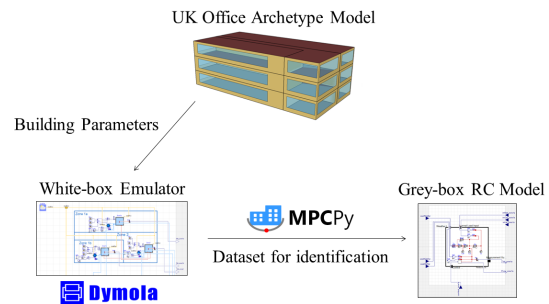 UK Office Archetype Model
Building Parameters
White-box Emulator
Grey-box RC Model
MPCPy
Dataset for identification
Dymola